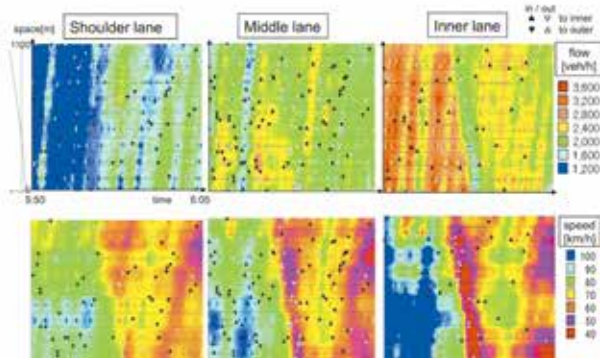 in / out
▲ ▽ to inner
▼ △ to outer
Shoulder lane
Middle lane
Inner lane
space[m]
1100
flow
[veh/h]
3,600
3,200
2,800
2,400
2,000
1,600
1,200
5:50
time
6:05
speed
[km/h]
100
90
80
70
60
50
40